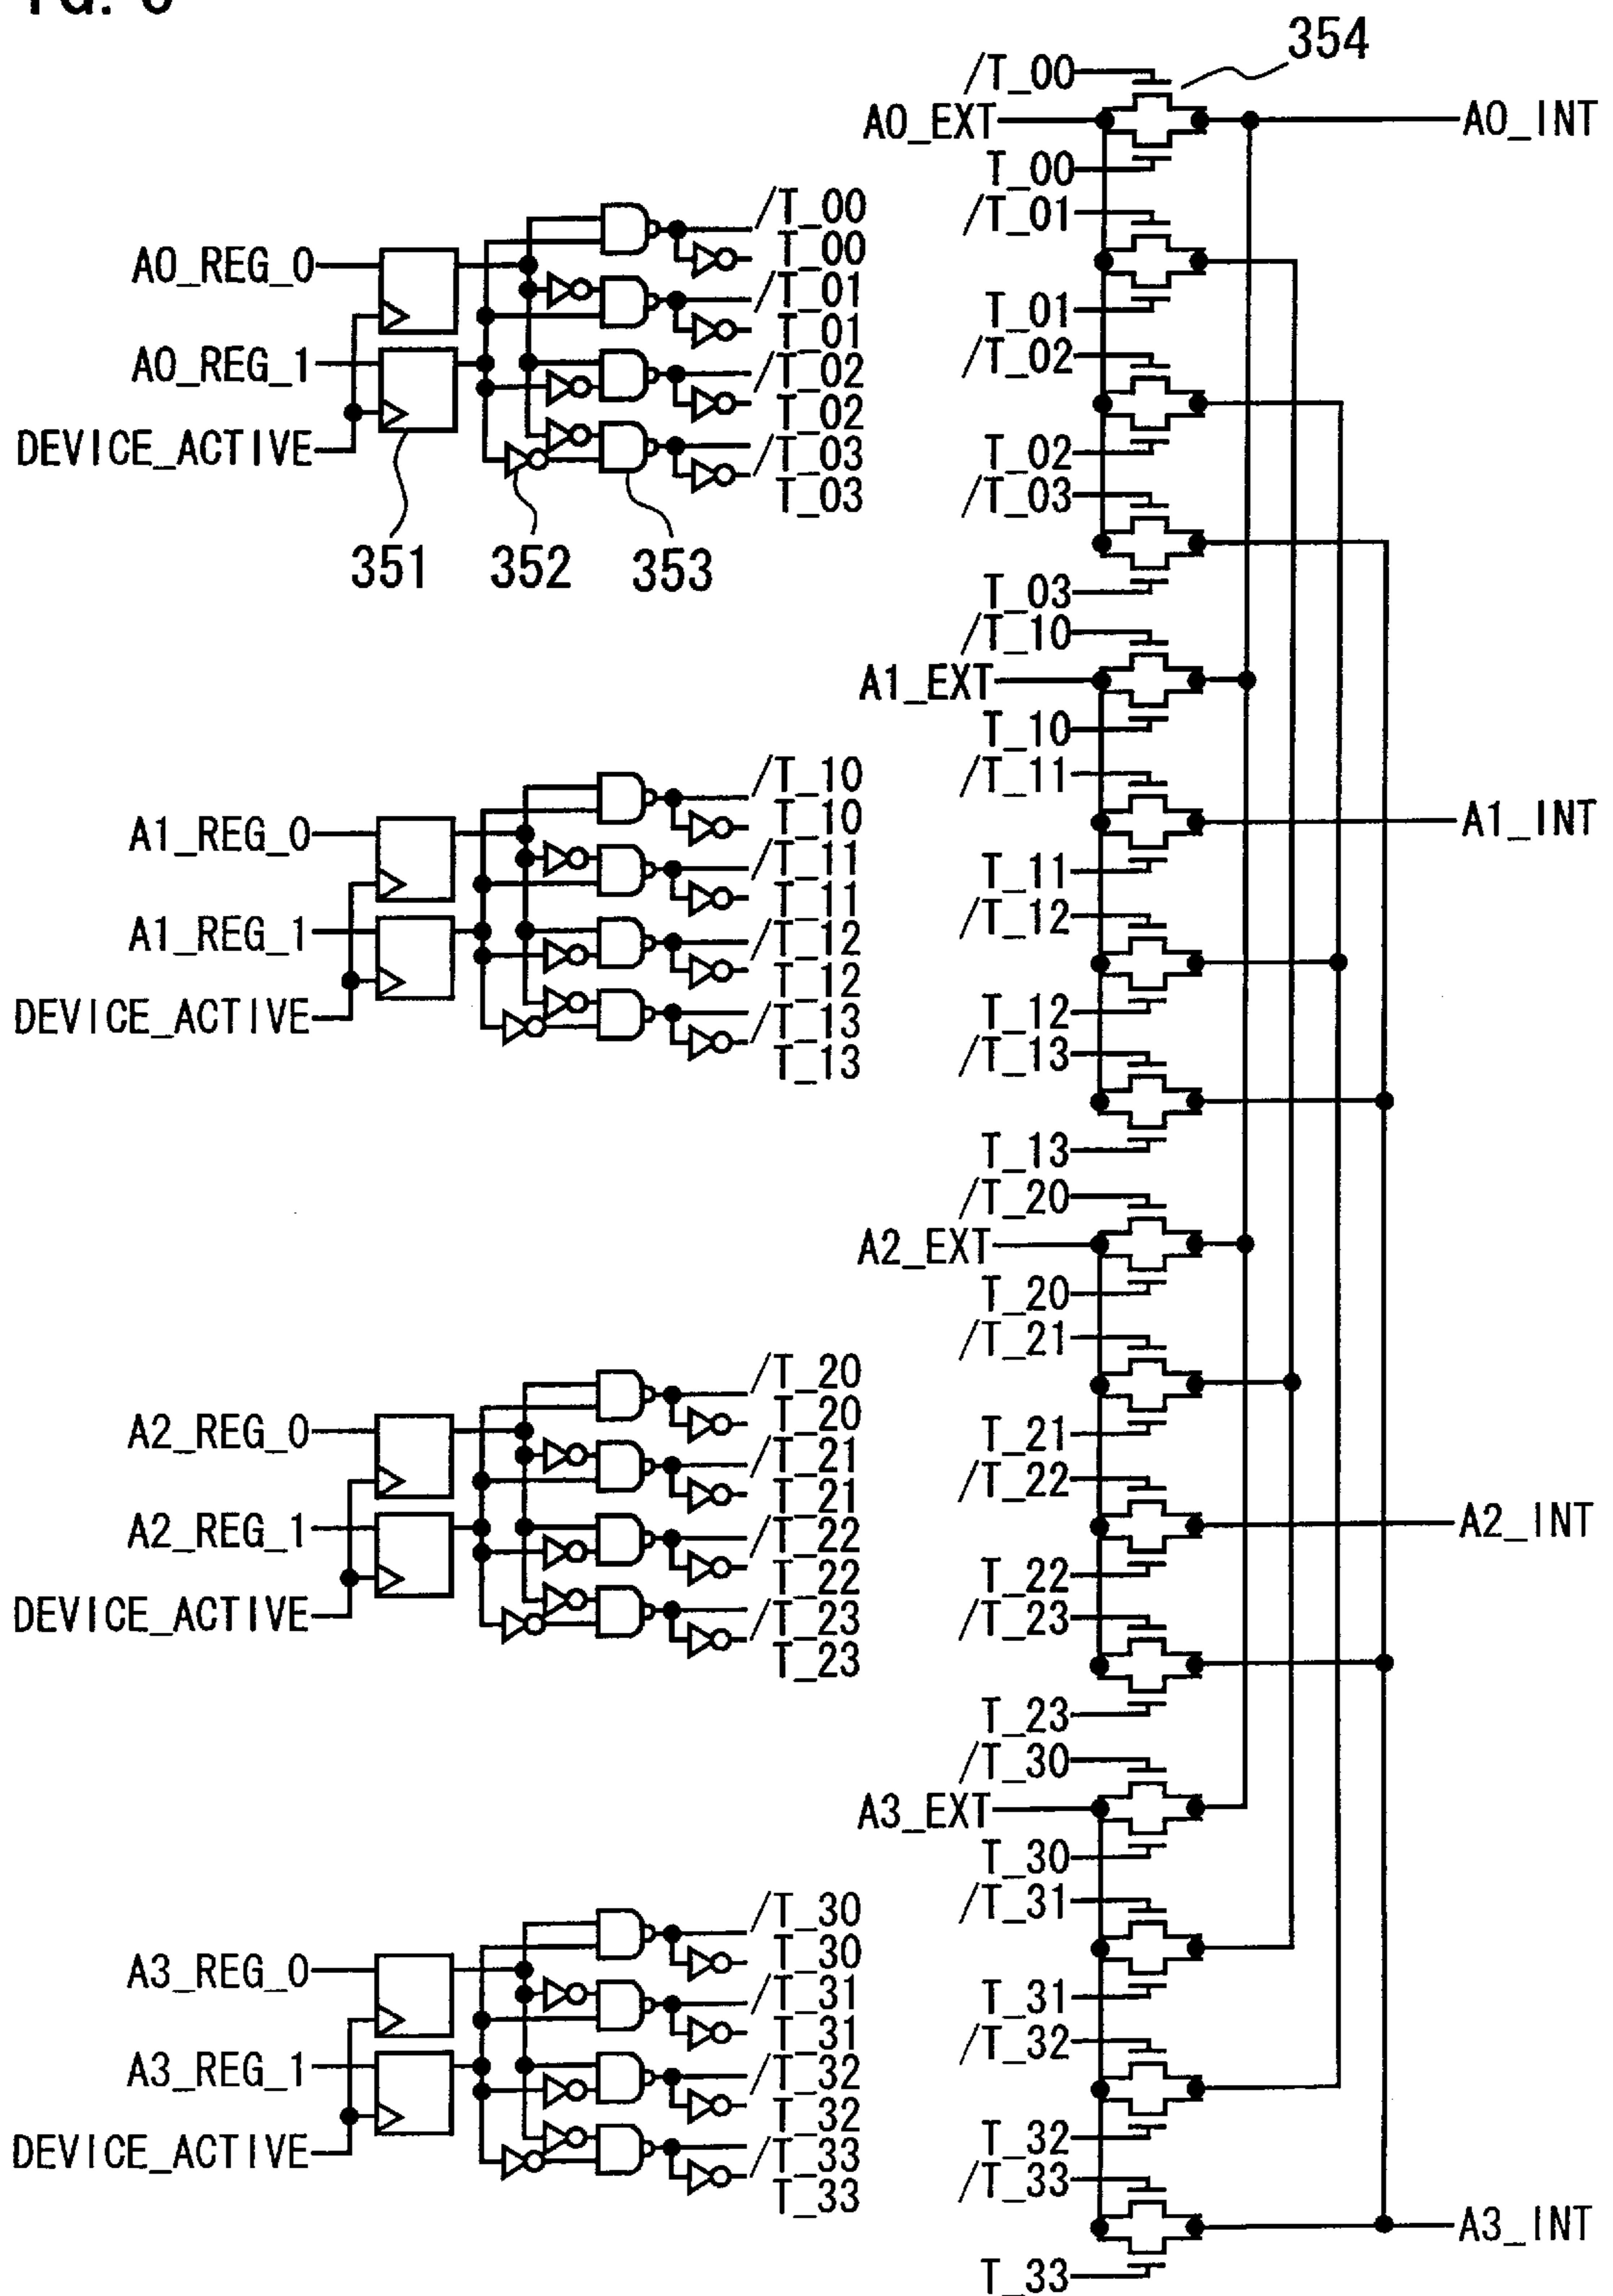 354
/T_00
A0_EXT
A0_INT
T_00
/T_01
T_01
/T_02
T_02
/T_03
T_03
A0_REG_0
A0_REG_1
DEVICE_ACTIVE
/T_00
T_00
/T_01
T_01
/T_02
T_02
/T_03
T_03
351
352
353
/T_10
A1_EXT
T_10
/T_11
A1_INT
T_11
/T_12
T_12
/T_13
T_13
A1_REG_0
A1_REG_1
DEVICE_ACTIVE
/T_10
T_10
/T_11
T_11
/T_12
T_12
/T_13
T_13
/T_20
A2_EXT
T_20
/T_21
T_21
/T_22
A2_INT
T_22
/T_23
T_23
A2_REG_0
A2_REG_1
DEVICE_ACTIVE
/T_20
T_20
/T_21
T_21
/T_22
T_22
/T_23
T_23
/T_30
A3_EXT
T_30
/T_31
T_31
/T_32
T_32
/T_33
A3_INT
T_33
A3_REG_0
A3_REG_1
DEVICE_ACTIVE
/T_30
T_30
/T_31
T_31
/T_32
T_32
/T_33
T_33